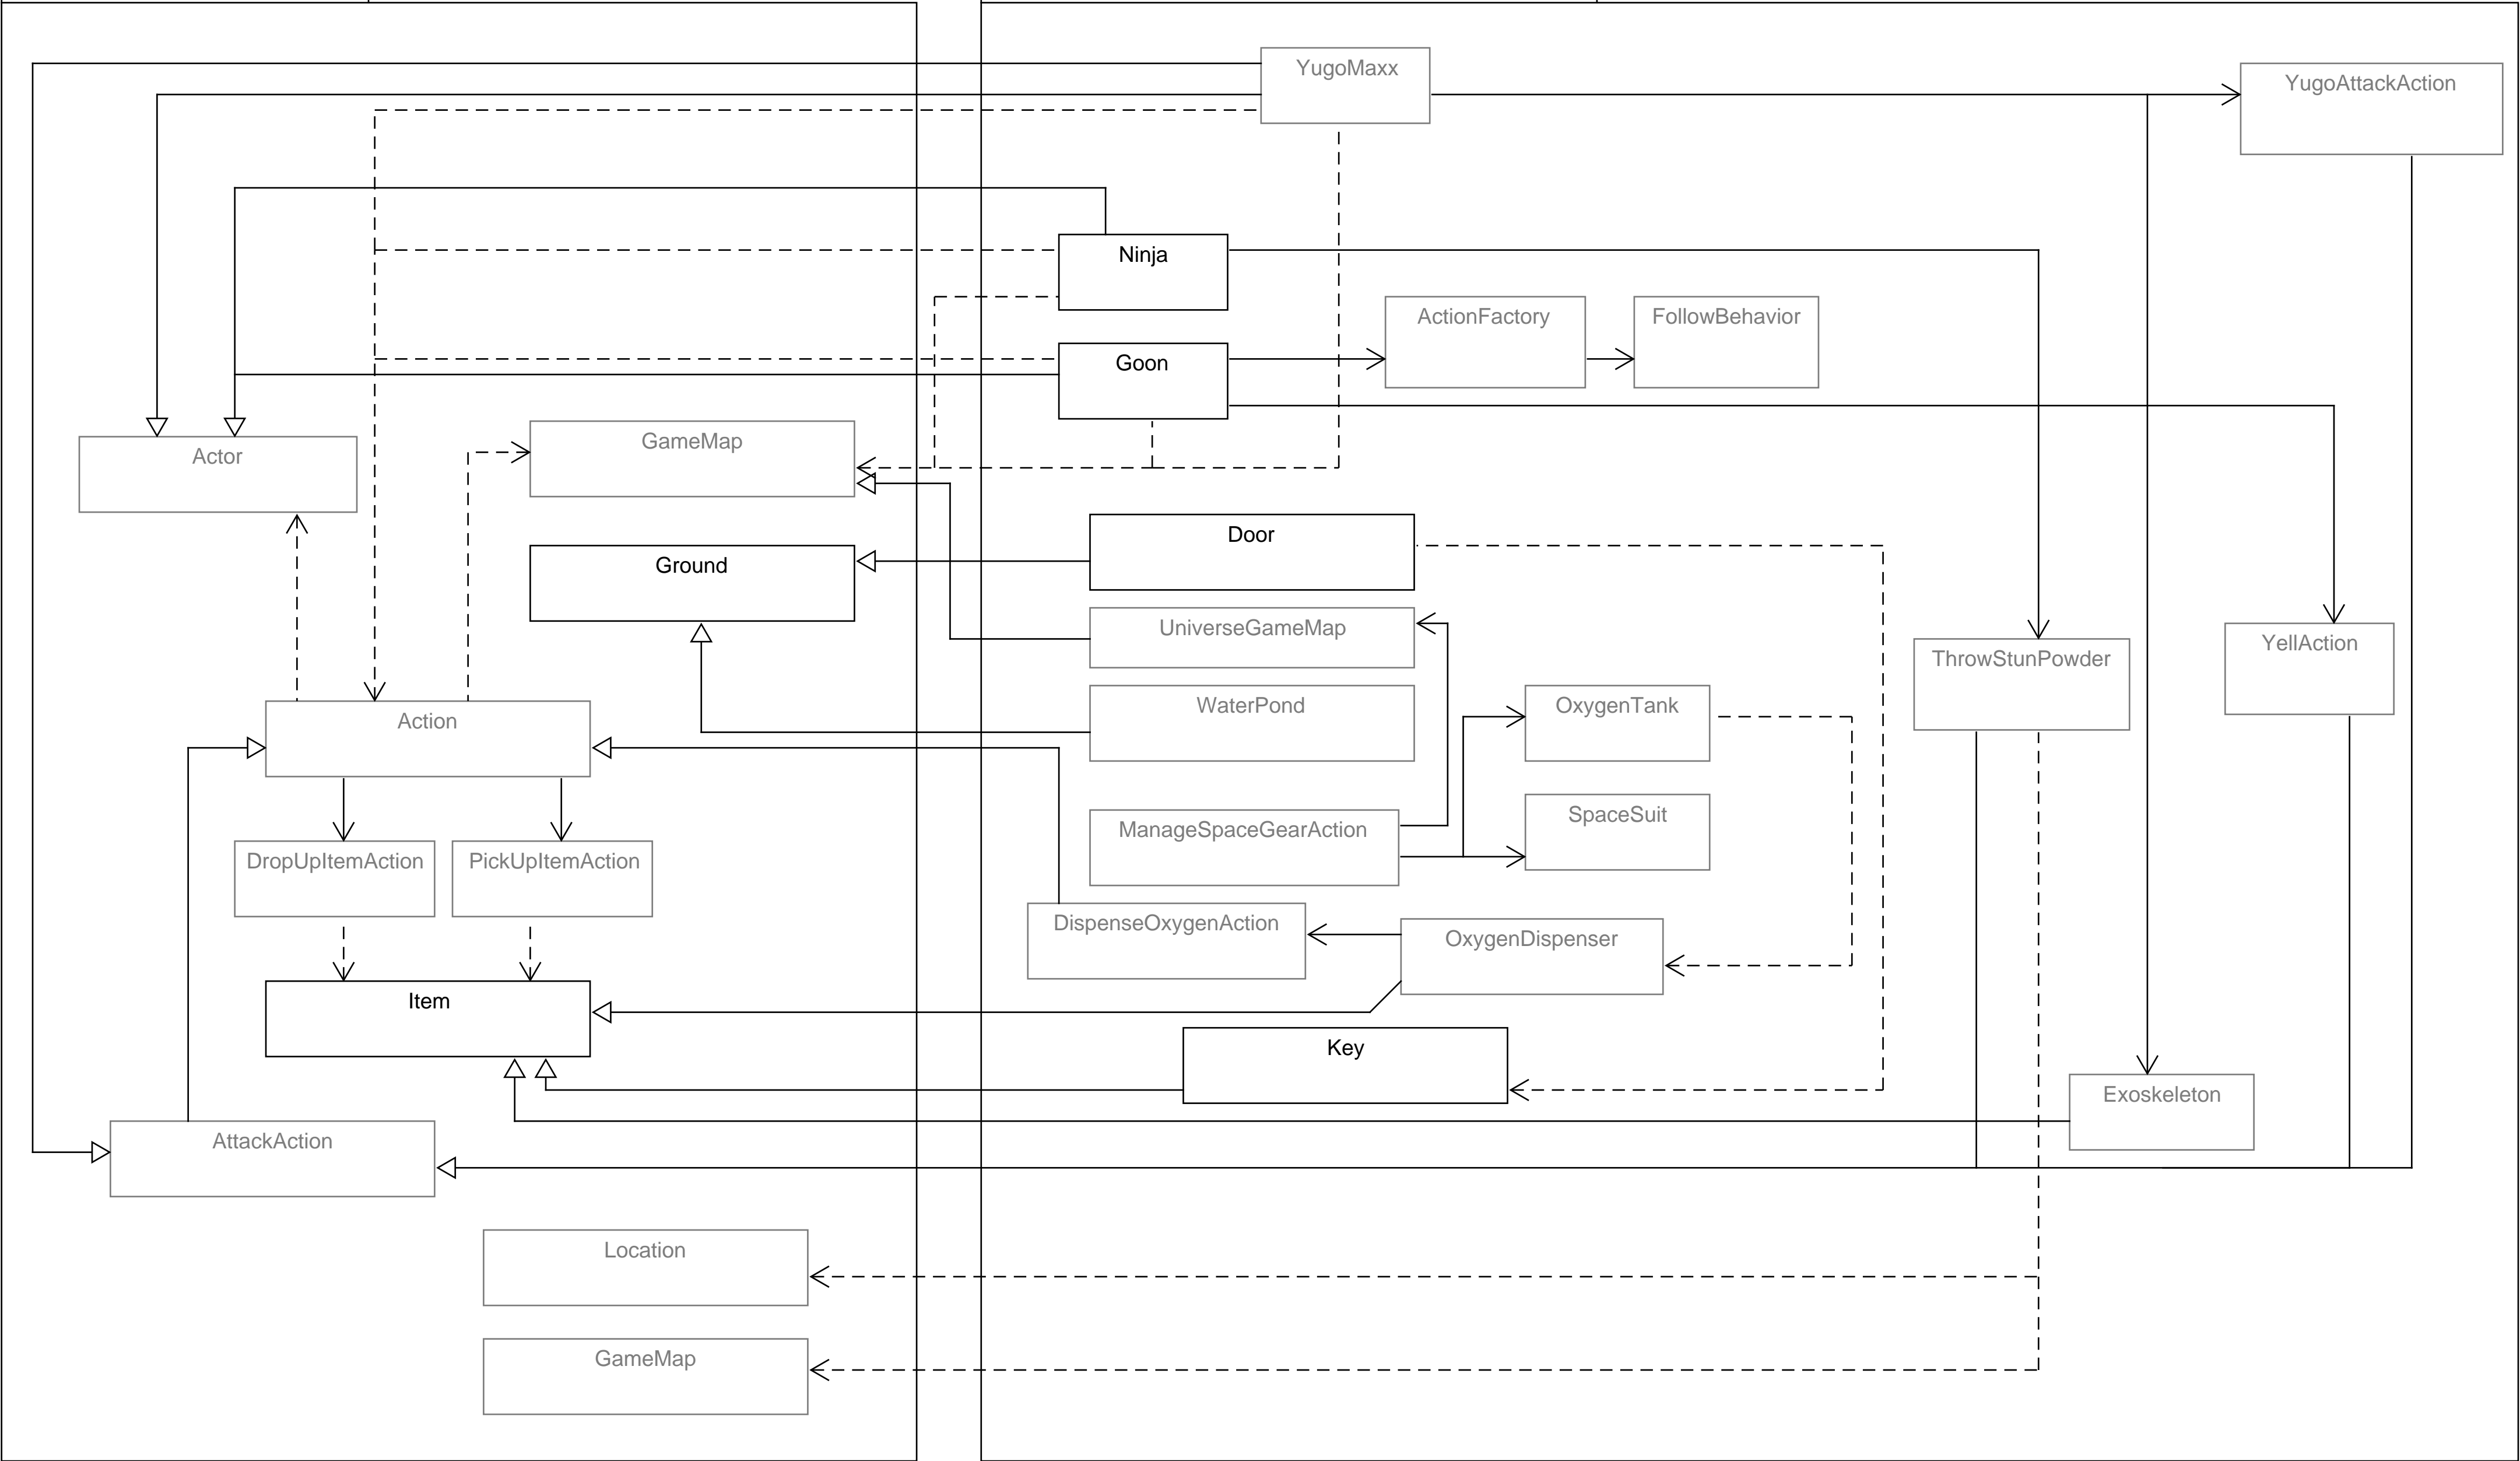 YugoMaxx
YugoAttackAction
Ninja
ActionFactory
FollowBehavior
Goon
Actor
GameMap
Door
Ground
UniverseGameMap
ThrowStunPowder
YellAction
Action
WaterPond
OxygenTank
SpaceSuit
ManageSpaceGearAction
DropUpItemAction
PickUpItemAction
DispenseOxygenAction
OxygenDispenser
Item
Key
Exoskeleton
AttackAction
Location
GameMap